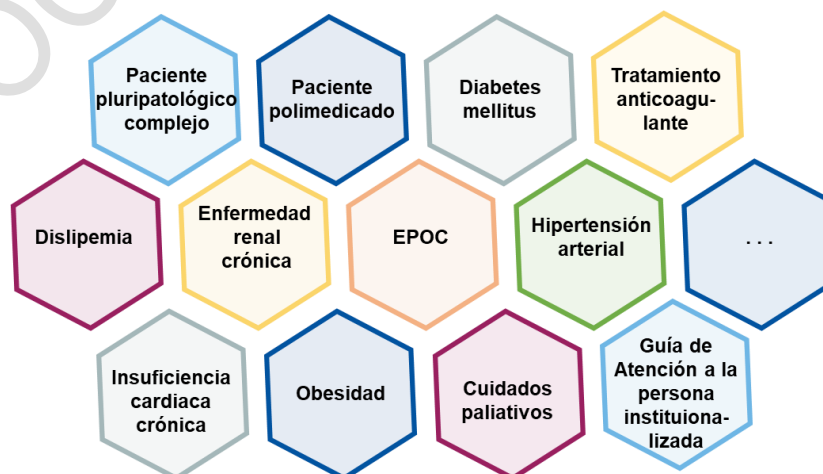 Paciente
pluripatológico
complejo
Paciente
polimedicado
Diabetes
mellitus
Tratamiento
anticoagu-
lante
Dislipemia
Enfermedad
renal
crónica
EPOC
Hipertensión
arterial
. . .
Insuficiencia
cardiaca
crónica
Obesidad
Cuidados
paliativos
Guía de
Atención a la
persona
instituiona-
lizada